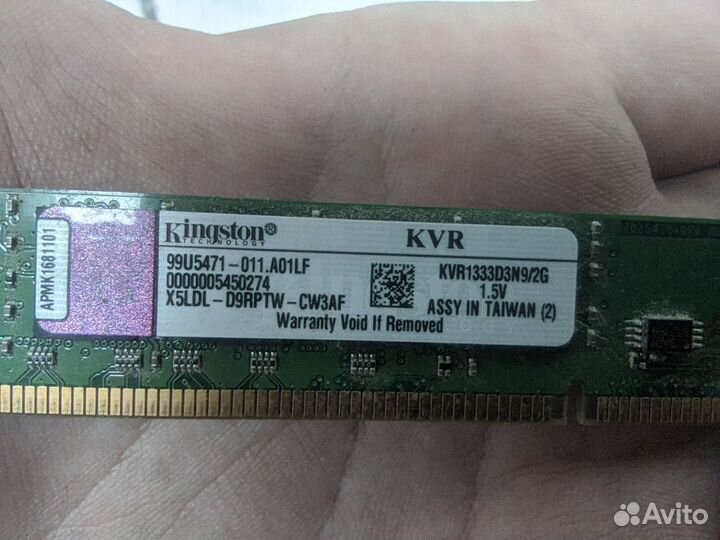 APMK1681101
Kingston®
TECHNOLOGY
KVR
99U5471-011.A01LF
0000005450274
X5LDL-D9RPTW-CW3AF
KVR1333D3N9/2G
1.5V
ASSY IN TAIWAN (2)
Warranty Void If Removed
Avito